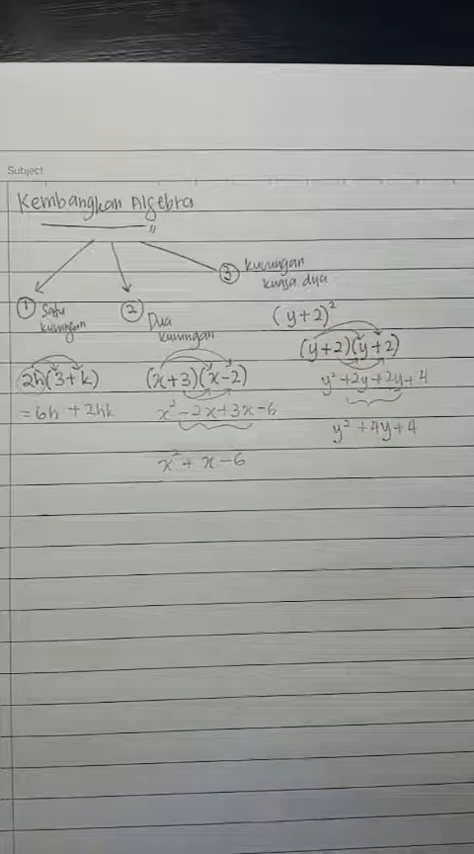 Subject
Kembangkan Algebra
① Satu kurungan
2h(3+k)
= 6h + 2hk
② Dua kurungan
(x+3)(x-2)
x²-2x+3x-6
x²+x-6
③ kurungan
kuasa dua
(y+2)²
(y+2)(y+2)
y²+2y+2y+4
y²+4y+4